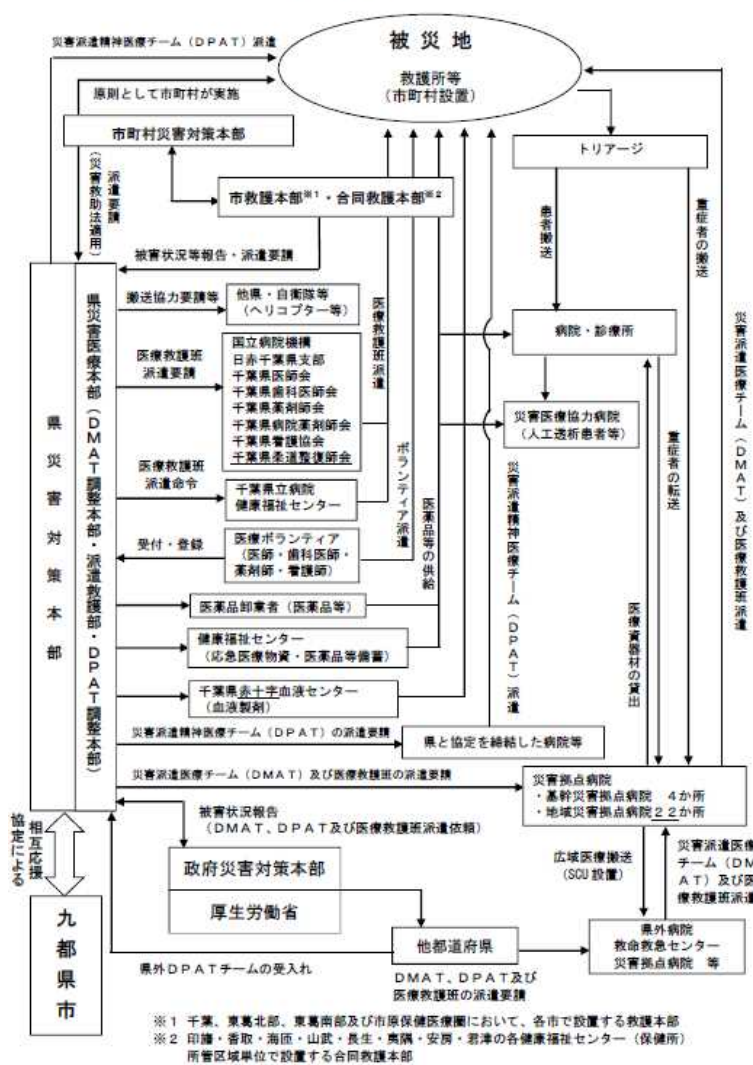 災害派遣精神医療チーム(DPAT)派遣
被災地
救護所等
(市町村設置)
原則として市町村が実施
市町村災害対策本部
トリアージ
派遣要請
(災害救助法適用)
市救護本部※1・合同救護本部※2
患者搬送
重症者の搬送
被害状況等報告・派遣要請
搬送協力要請等
他県・自衛隊等
(ヘリコプター等)
医療救護班派遣
病院・診療所
災害派遣医療チーム(DMAT)及び医療救護班派遣
県災害対策本部
県災害医療本部(DMAT調整本部・派遣救護部・DPAT調整本部)
医療救護班
派遣要請
国立病院機構
日赤千葉県支部
千葉県医師会
千葉県歯科医師会
千葉県薬剤師会
千葉県病院薬剤師会
千葉県看護協会
千葉県柔道整復師会
災害医療協力病院
(人工透析患者等)
ボランティア派遣
重症者の転送
医療救護班
派遣命令
千葉県立病院
健康福祉センター
医薬品等の供給
災害派遣精神医療チーム(DPAT)派遣
受付・登録
医療ボランティア
(医師・歯科医師・
薬剤師・看護師)
医薬品卸業者(医薬品等)
医療資器材の貸出
健康福祉センター
(応急医療物資・医薬品等備蓄)
千葉県赤十字血液センター
(血液製剤)
災害派遣精神医療チーム(DPAT)の派遣要請
県と協定を締結した病院等
災害派遣医療チーム(DMAT)及び医療救護班の派遣要請
災害拠点病院
・基幹災害拠点病院 4か所
・地域災害拠点病院22か所
相互応援
協定による
被害状況報告
(DMAT、DPAT及び医療救護班派遣依頼)
政府災害対策本部
厚生労働省
広域医療搬送
(SCU設置)
災害派遣医療
チーム(DM
AT)及び医
療救護班派遣
九都県市
他都道府県
県外病院
救命救急センター
災害拠点病院 等
県外DPATチームの受入れ
DMAT、DPAT及び
医療救護班の派遣要請
※1 千葉、東葛北部、東葛南部及び市原保健医療圏において、各市で設置する救護本部
※2 印旛・香取・海匝・山武・長生・夷隅・安房・君津の各健康福祉センター(保健所)
所管区域単位で設置する合同救護本部